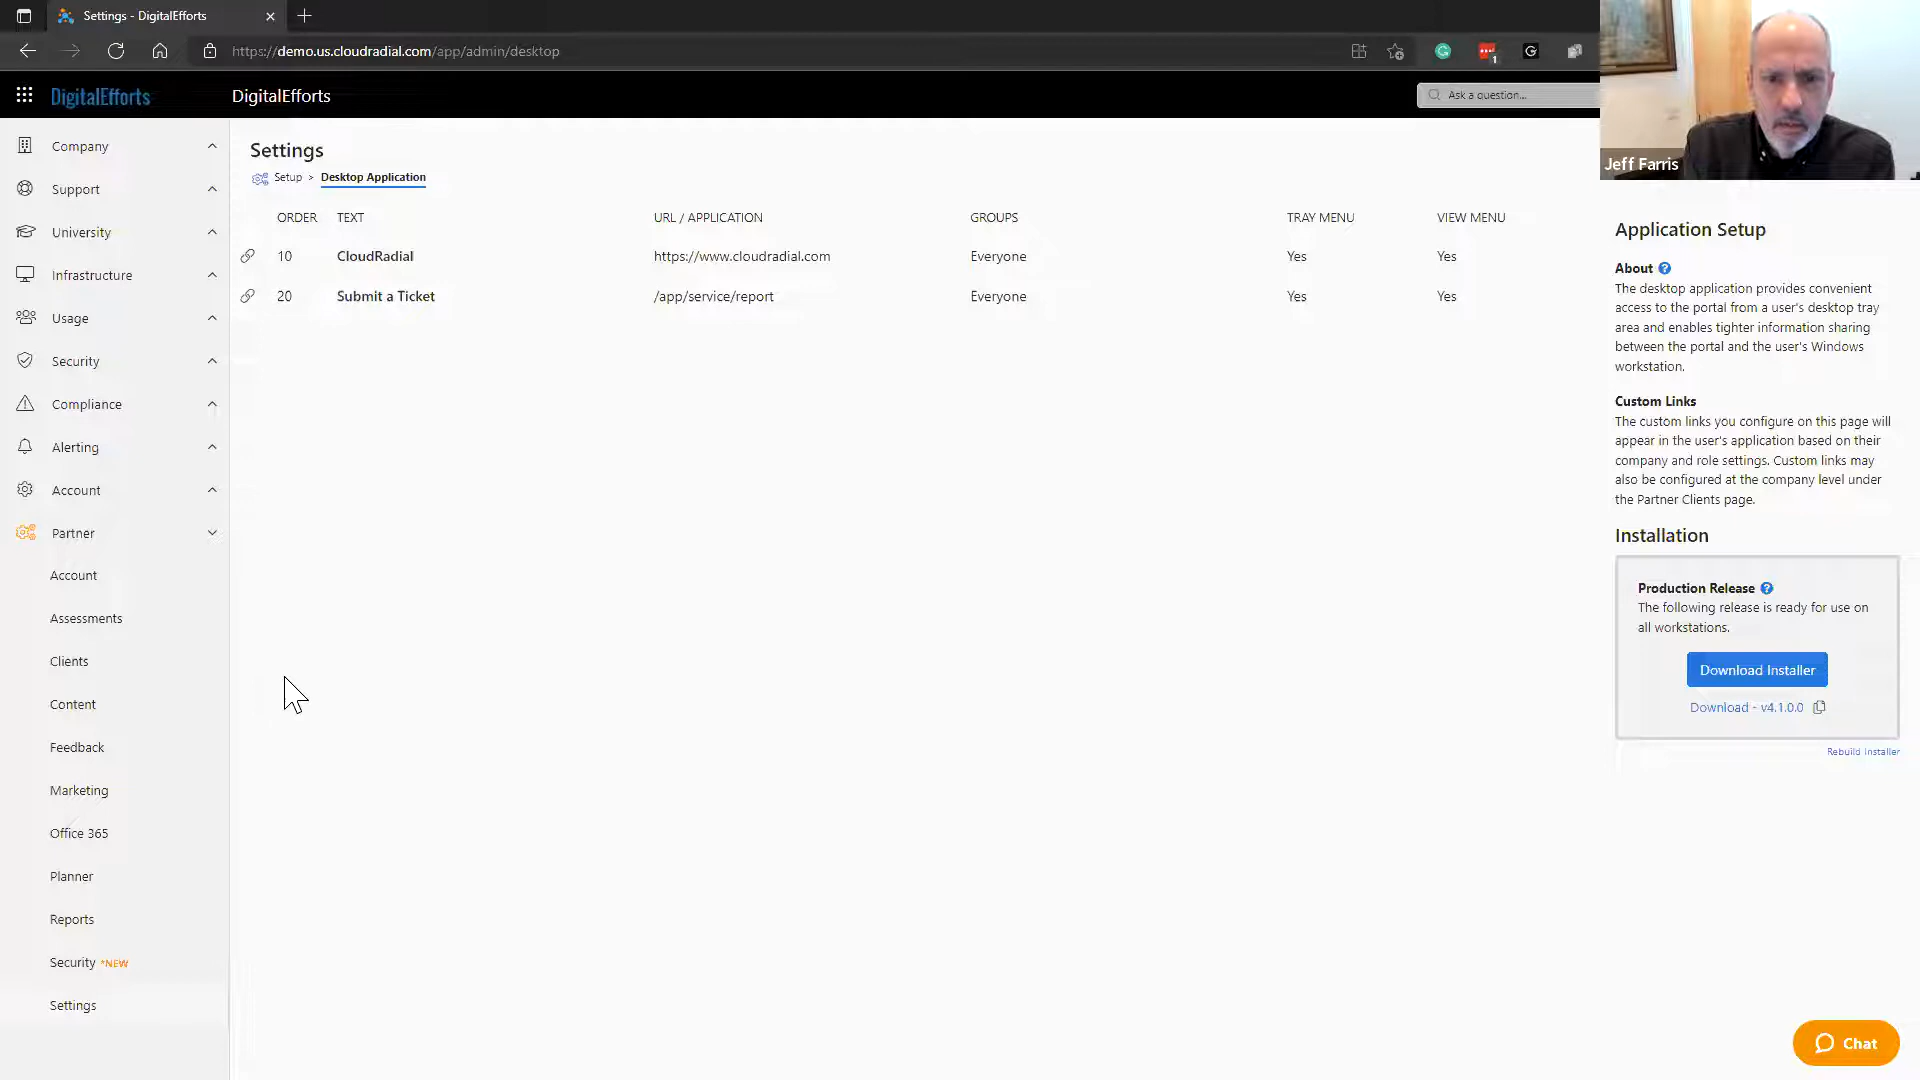 Settings - DigitalEfforts
https://demo.us.cloudradial.com/app/admin/desktop
1
DigitalEfforts
DigitalEfforts
Ask a question...
Jeff Farris
Company
Support
University
Infrastructure
Usage
Security
Compliance
Alerting
Account
Partner
Account
Assessments
Clients
Content
Feedback
Marketing
Office 365
Planner
Reports
Security *NEW
Settings
Settings
Setup > Desktop Application
ORDER TEXT URL / APPLICATION GROUPS TRAY MENU VIEW MENU
10 CloudRadial https://www.cloudradial.com Everyone Yes Yes
20 Submit a Ticket /app/service/report Everyone Yes Yes
Application Setup
About
The desktop application provides convenient
access to the portal from a user's desktop tray
area and enables tighter information sharing
between the portal and the user's Windows
workstation.
Custom Links
The custom links you configure on this page will
appear in the user's application based on their
company and role settings. Custom links may
also be configured at the company level under
the Partner Clients page.
Installation
Production Release
The following release is ready for use on
all workstations.
Download Installer
Download - v4.1.0.0
Rebuild Installer
Chat